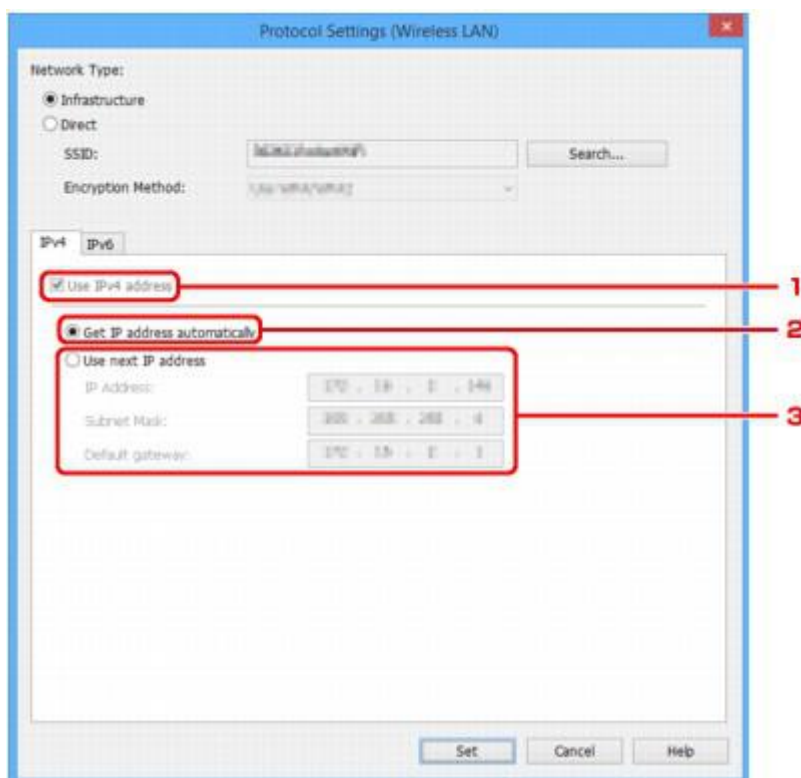 Protocol Settings (Wireless LAN)
Network Type:
Infrastructure
Direct
SSID:
Search...
Encryption Method:
IPv4 IPv6
Use IPv4 address
1
Get IP address automatically
2
Use next IP address
IP Address:
Subnet Mask:
3
Default gateway:
Set Cancel Help